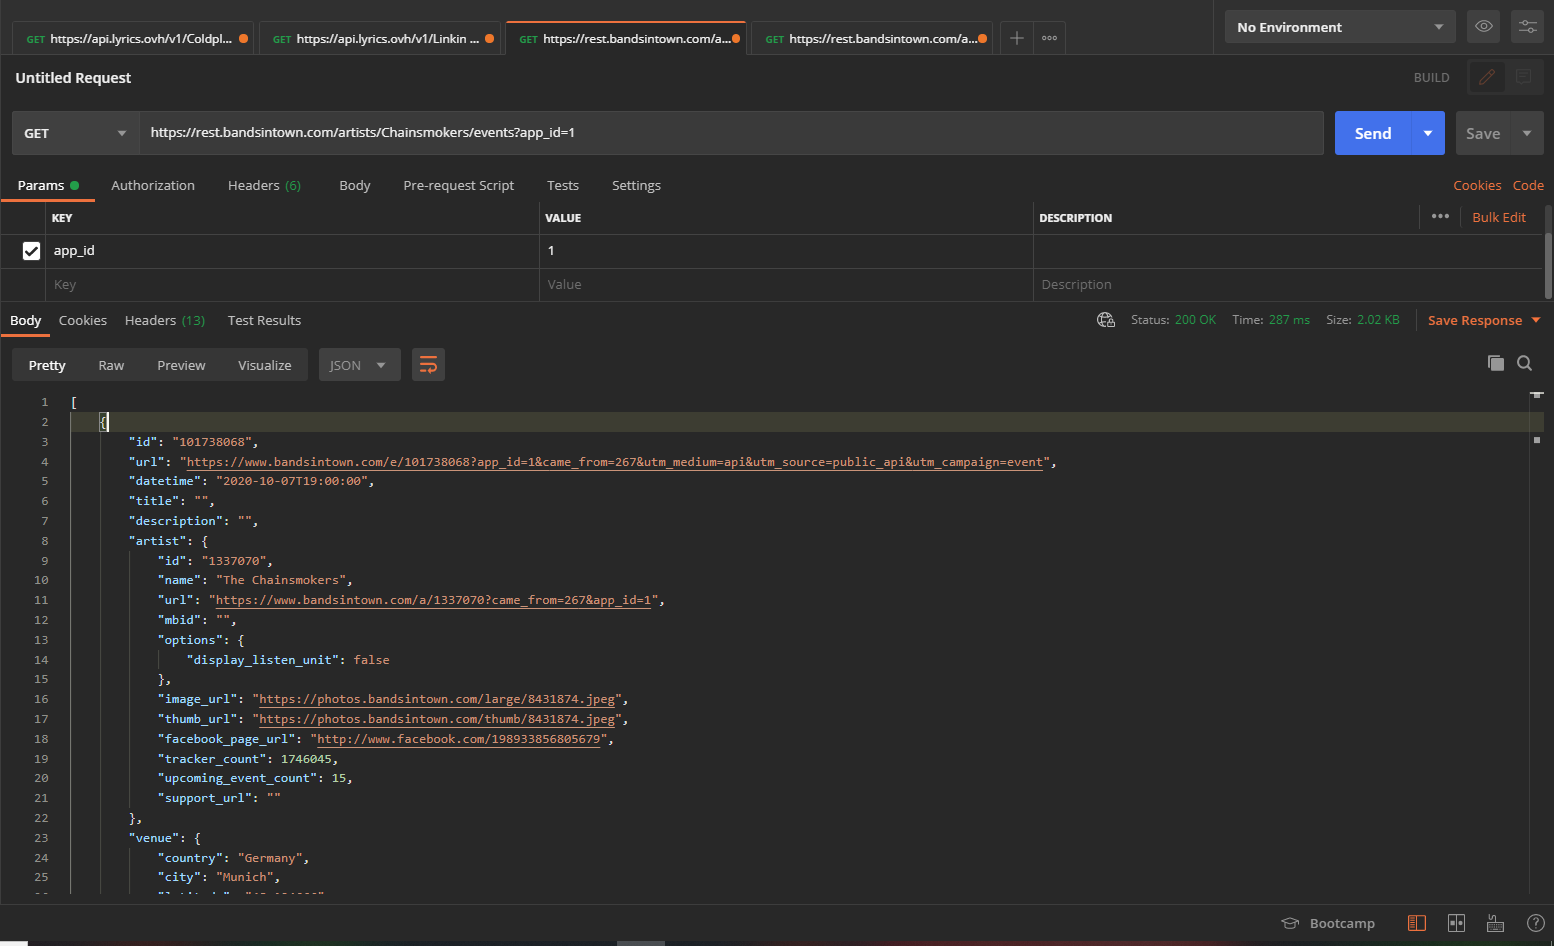 GET https://api.lyrics.ovh/v1/Coldpl...
GET https://api.lyrics.ovh/v1/Linkin ...
GET https://rest.bandsintown.com/a...
GET https://rest.bandsintown.com/a...
No Environment
Untitled Request
BUILD
GET
https://rest.bandsintown.com/artists/Chainsmokers/events?app_id=1
Send
Save
Params Authorization Headers (6) Body Pre-request Script Tests Settings Cookies Code
KEY VALUE DESCRIPTION ••• Bulk Edit
app_id 1
Key Value Description
Body Cookies Headers (13) Test Results Status: 200 OK Time: 287 ms Size: 2.02 KB Save Response
Pretty Raw Preview Visualize JSON
1 [
2 {
3 "id": "101738068",
4 "url": "https://www.bandsintown.com/e/101738068?app_id=1&came_from=267&utm_medium=api&utm_source=public_api&utm_campaign=event",
5 "datetime": "2020-10-07T19:00:00",
6 "title": "",
7 "description": "",
8 "artist": {
9 "id": "1337070",
10 "name": "The Chainsmokers",
11 "url": "https://www.bandsintown.com/a/1337070?came_from=267&app_id=1",
12 "mbid": "",
13 "options": {
14 "display_listen_unit": false
15 },
16 "image_url": "https://photos.bandsintown.com/large/8431874.jpeg",
17 "thumb_url": "https://photos.bandsintown.com/thumb/8431874.jpeg",
18 "facebook_page_url": "http://www.facebook.com/198933856805679",
19 "tracker_count": 1746045,
20 "upcoming_event_count": 15,
21 "support_url": ""
22 },
23 "venue": {
24 "country": "Germany",
25 "city": "Munich",
Bootcamp